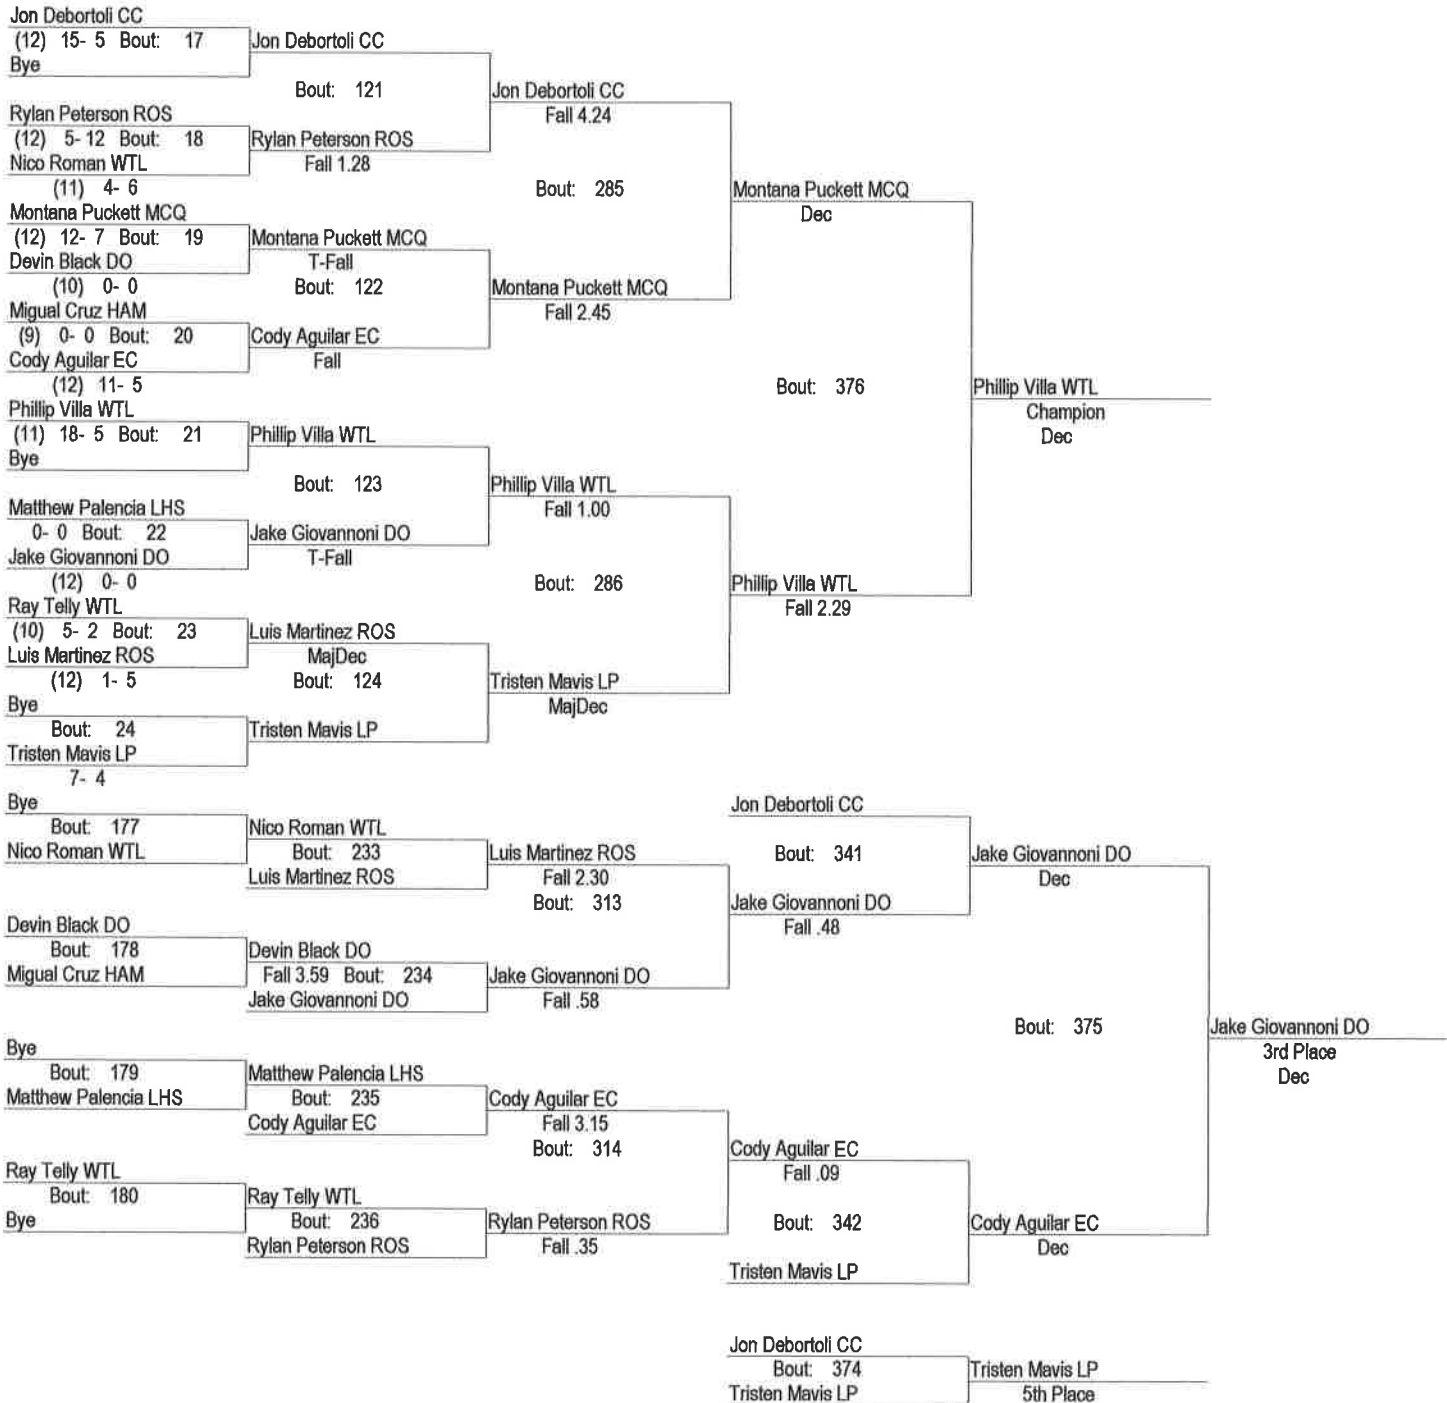 Jon Debortoli CC
(12) 15- 5 Bout: 17
Bye
Jon Debortoli CC
Bout: 121
Rylan Peterson ROS
(12) 5- 12 Bout: 18
Nico Roman WTL
(11) 4- 6
Rylan Peterson ROS
Fall 1.28
Jon Debortoli CC
Fall 4.24
Bout: 285
Montana Puckett MCQ
(12) 12- 7 Bout: 19
Devin Black DO
(10) 0- 0
Montana Puckett MCQ
T-Fall
Bout: 122
Migual Cruz HAM
(9) 0- 0 Bout: 20
Cody Aguilar EC
(12) 11- 5
Cody Aguilar EC
Fall
Montana Puckett MCQ
Fall 2.45
Montana Puckett MCQ
Dec
Bout: 376
Phillip Villa WTL
Champion
Dec
Phillip Villa WTL
(11) 18- 5 Bout: 21
Bye
Phillip Villa WTL
Bout: 123
Matthew Palencia LHS
0- 0 Bout: 22
Jake Giovannoni DO
(12) 0- 0
Jake Giovannoni DO
T-Fall
Phillip Villa WTL
Fall 1.00
Bout: 286
Phillip Villa WTL
Fall 2.29
Ray Telly WTL
(10) 5- 2 Bout: 23
Luis Martinez ROS
(12) 1- 5
Luis Martinez ROS
MajDec
Bout: 124
Bye
Bout: 24
Tristen Mavis LP
7- 4
Tristen Mavis LP
Tristen Mavis LP
MajDec
Bye
Bout: 177
Nico Roman WTL
Nico Roman WTL
Bout: 233
Luis Martinez ROS
Luis Martinez ROS
Fall 2.30
Bout: 313
Devin Black DO
Bout: 178
Migual Cruz HAM
Devin Black DO
Fall 3.59 Bout: 234
Jake Giovannoni DO
Jake Giovannoni DO
Fall .58
Jon Debortoli CC
Bout: 341
Jake Giovannoni DO
Fall .48
Jake Giovannoni DO
Dec
Bout: 375
Jake Giovannoni DO
3rd Place
Dec
Bye
Bout: 179
Matthew Palencia LHS
Matthew Palencia LHS
Bout: 235
Cody Aguilar EC
Cody Aguilar EC
Fall 3.15
Bout: 314
Ray Telly WTL
Bout: 180
Bye
Ray Telly WTL
Bout: 236
Rylan Peterson ROS
Rylan Peterson ROS
Fall .35
Cody Aguilar EC
Fall .09
Bout: 342
Tristen Mavis LP
Cody Aguilar EC
Dec
Jon Debortoli CC
Bout: 374
Tristen Mavis LP
Tristen Mavis LP
5th Place